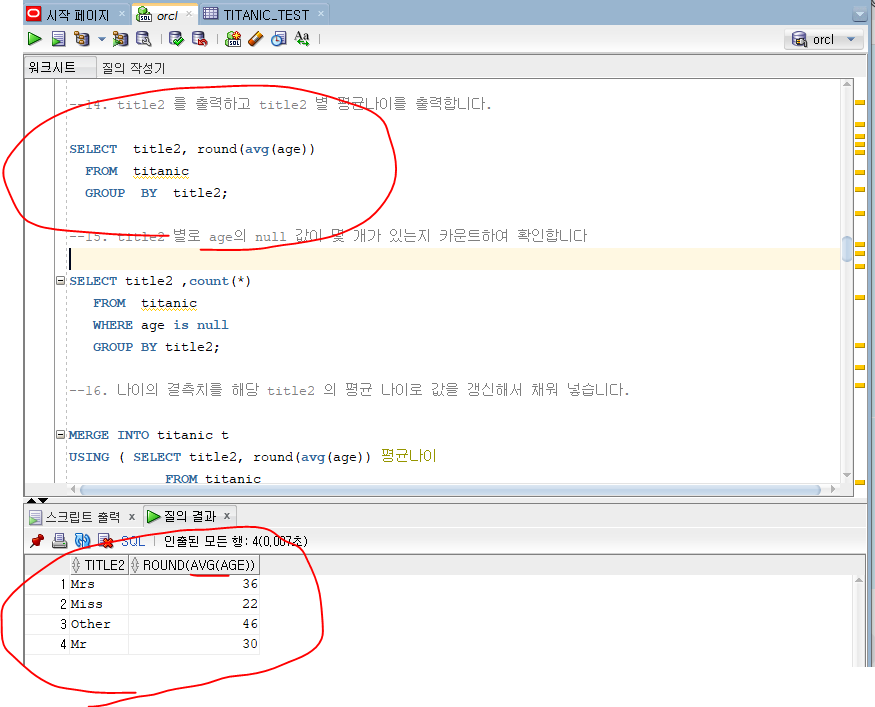 시작 페이지 orcl TITANIC_TEST
orcl
워크시트 질의 작성기
--14. title2 를 출력하고 title2 별 평균나이를 출력합니다.
SELECT title2, round(avg(age))
FROM titanic
GROUP BY title2;
--15. title2 별로 age의 null 값이 몇 개가 있는지 카운트하여 확인합니다
SELECT title2 ,count(*)
FROM titanic
WHERE age is null
GROUP BY title2;
--16. 나이의 결측치를 해당 title2 의 평균 나이로 값을 갱신해서 채워 넣습니다.
MERGE INTO titanic t
USING ( SELECT title2, round(avg(age)) 평균나이
FROM titanic
스크립트 출력 x 질의 결과 x
SQL | 인출된 모든 행: 4(0,007초)
TITLE2 ROUND(AVG(AGE))
1 Mrs 36
2 Miss 22
3 Other 46
4 Mr 30